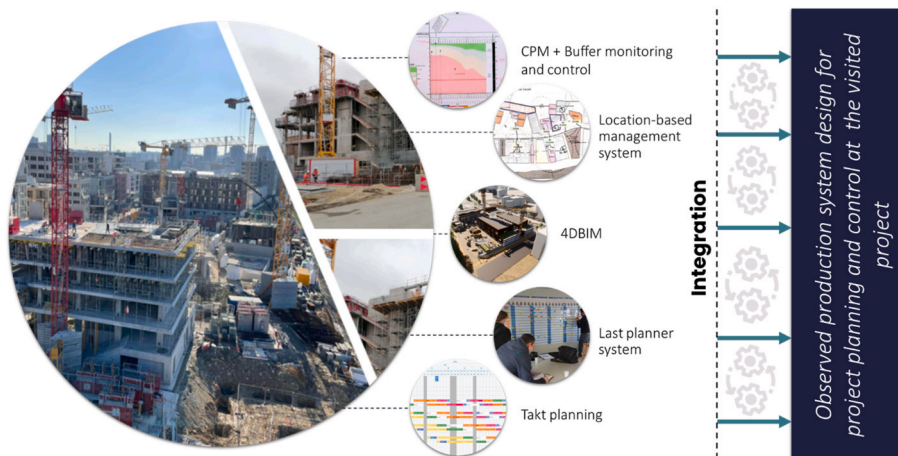 CPM + Buffer monitoring
and control
Location-based
management
system
4DBIM
Last planner
system
Takt planning
Integration
Observed production system design for
project planning and control at the visited
project